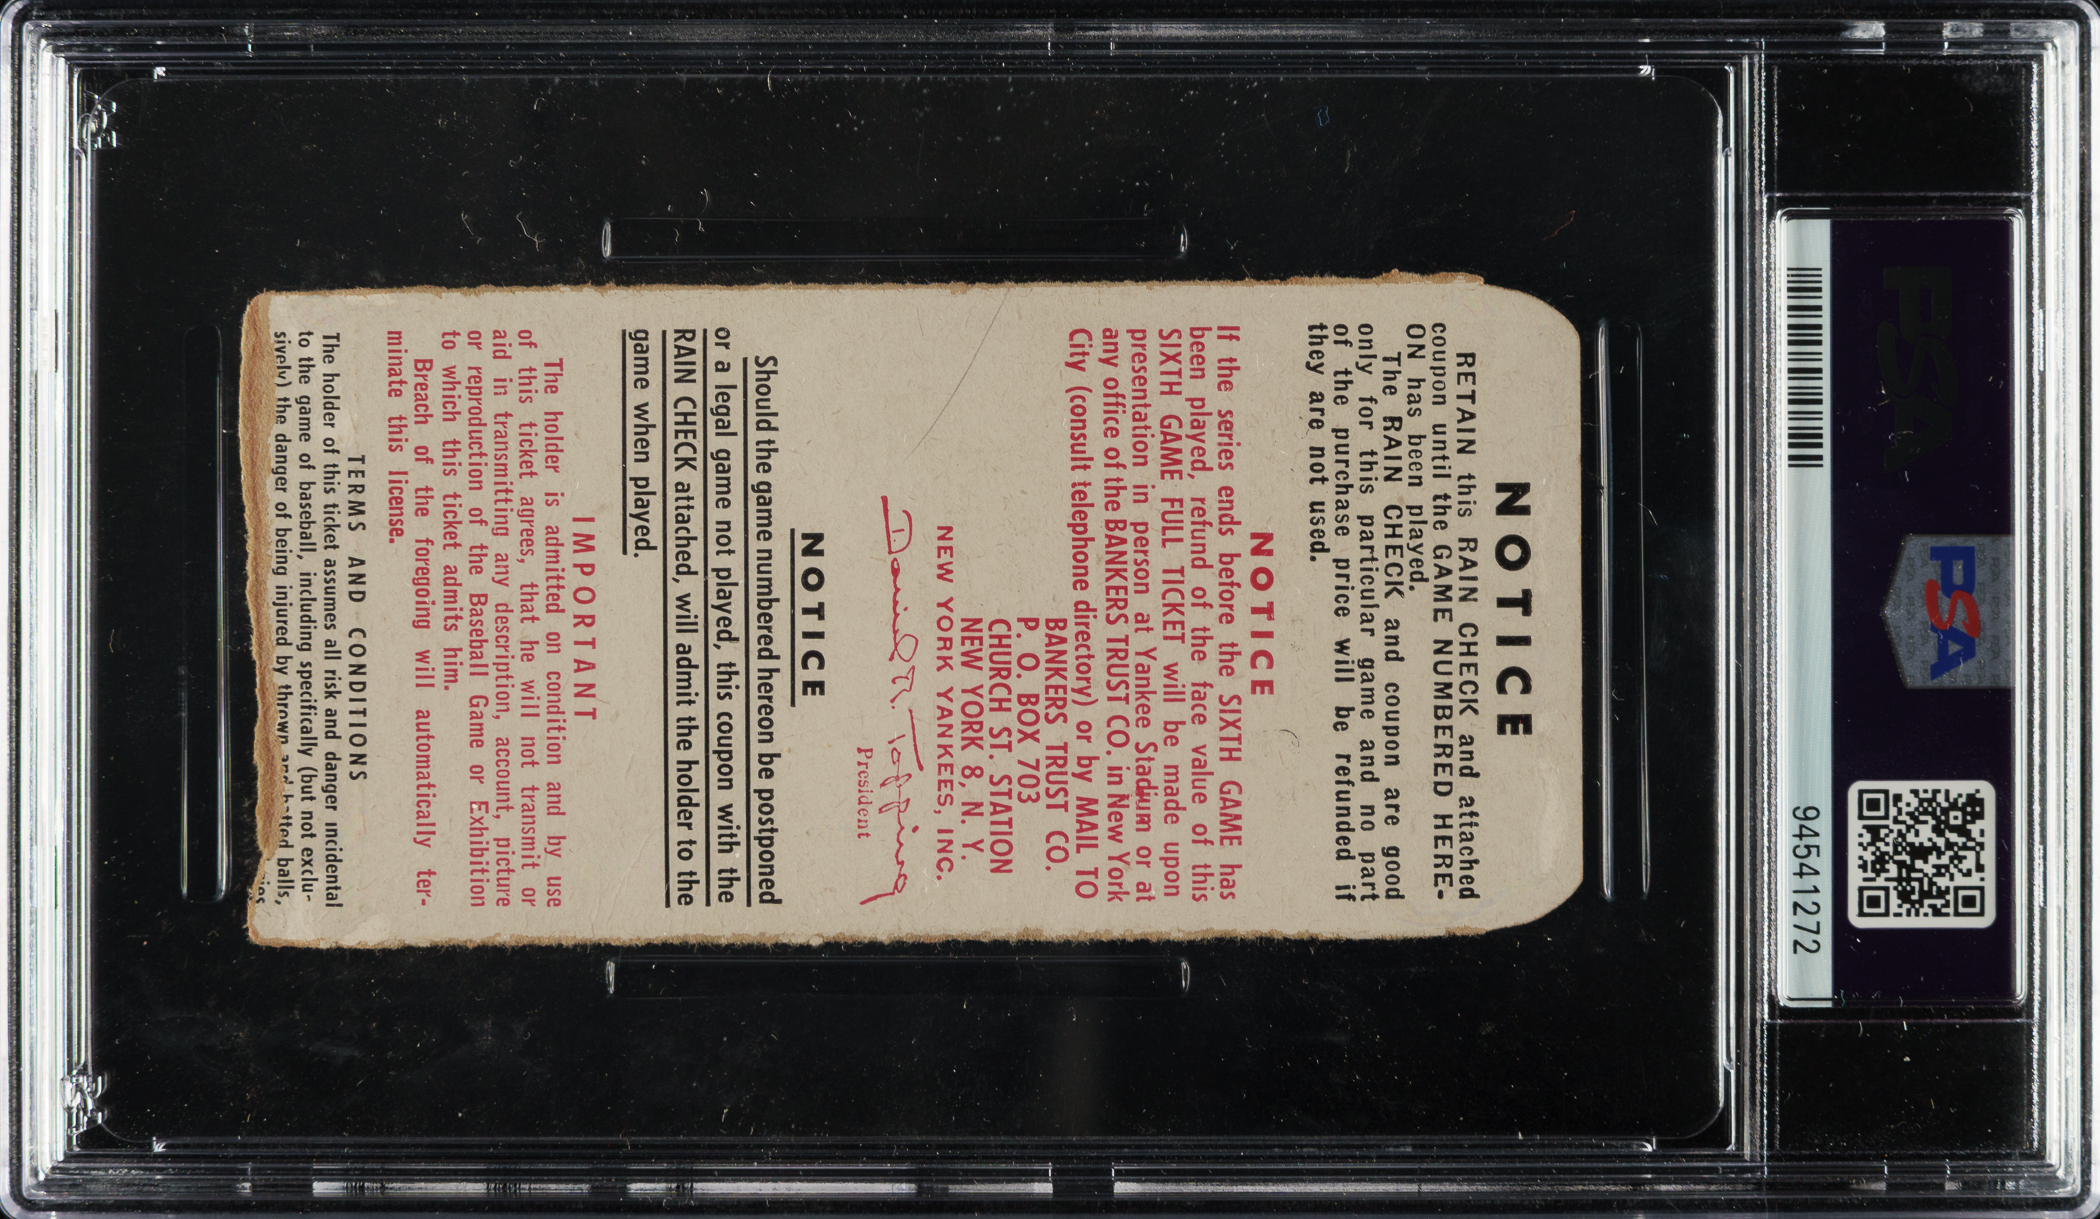 NOTICE
RETAIN this RAIN CHECK and attached
coupon until the GAME NUMBERED HERE-
ON has been played.
The RAIN CHECK and coupon are good
only for this particular game and no part
of the purchase price will be refunded if
they are not used.
NOTICE
If the series ends before the SIXTH GAME has
been played, refund of the face value of this
SIXTH GAME FULL TICKET will be made upon
presentation in person at Yankee Stadium or at
any office of the BANKERS TRUST CO. in New York
City (consult telephone directory) or by MAIL TO
BANKERS TRUST CO.
P. O. BOX 703
CHURCH ST. STATION
NEW YORK 8, N. Y.
NEW YORK YANKEES, INC.
Daniel R. Topping
President
NOTICE
Should the game numbered hereon be postponed
or a legal game not played, this coupon with the
RAIN CHECK attached, will admit the holder to the
game when played.
IMPORTANT
The holder is admitted on condition and by use
of this ticket agrees, that he will not transmit or
aid in transmitting any description, account, picture
or reproduction of the Baseball Game or Exhibition
to which this ticket admits him.
Breach of the foregoing will automatically ter-
minate this license.
TERMS AND CONDITIONS
The holder of this ticket assumes all risk and danger incidental
to the game of baseball, including specifically (but not exclu-
sively) the danger of being injured by thrown and batted balls,
PSA
PSA
94541272